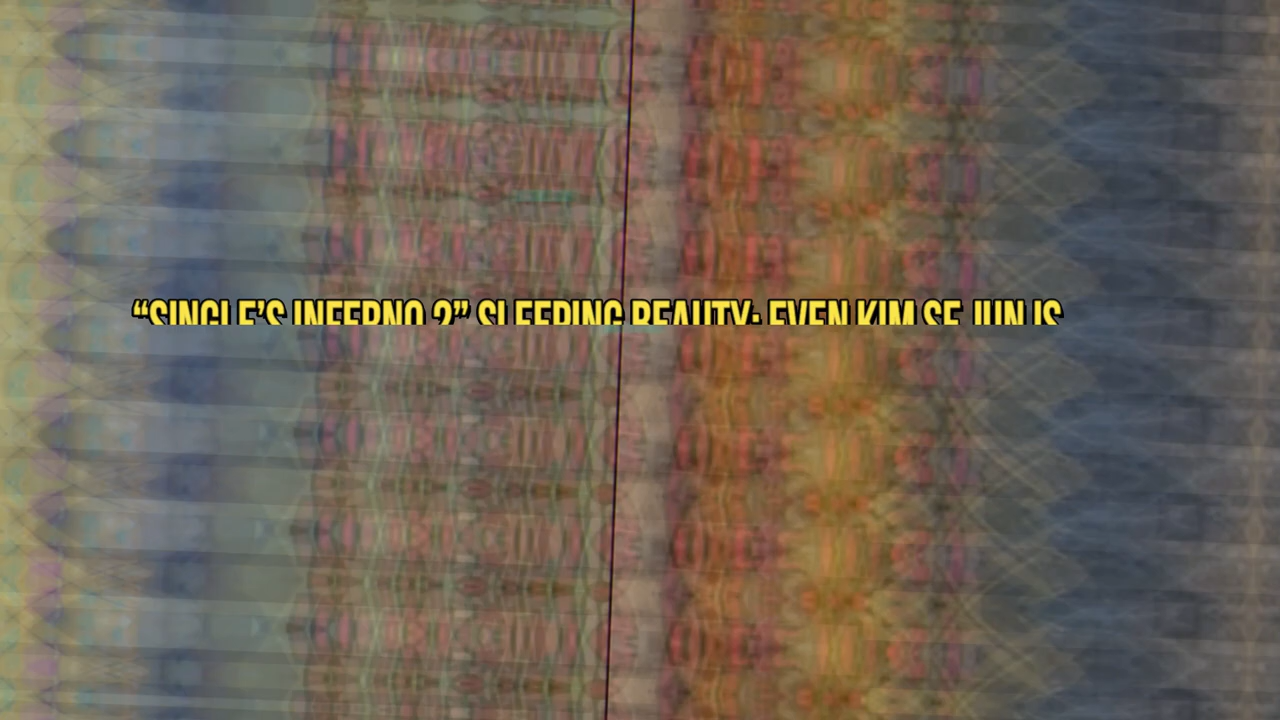 “SINGLE’S INFERNO 2” SLEEPING BEAUTY; EVEN KIM SE JUN IS